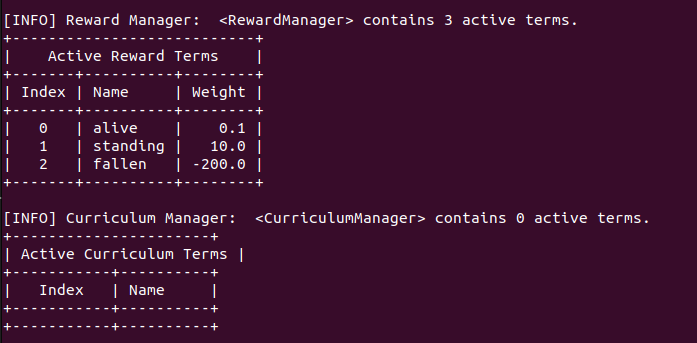 [INFO] Reward Manager:  <RewardManager> contains 3 active terms.
+---------------------------+
|    Active Reward Terms    |
+-------+----------+--------+
| Index | Name     | Weight |
+-------+----------+--------+
|   0   | alive    |    0.1 |
|   1   | standing |   10.0 |
|   2   | fallen   | -200.0 |
+-------+----------+--------+
[INFO] Curriculum Manager:  <CurriculumManager> contains 0 active terms.
+----------------------+
| Active Curriculum Terms |
+-----------+----------+
|   Index   | Name     |
+-----------+----------+
+-----------+----------+